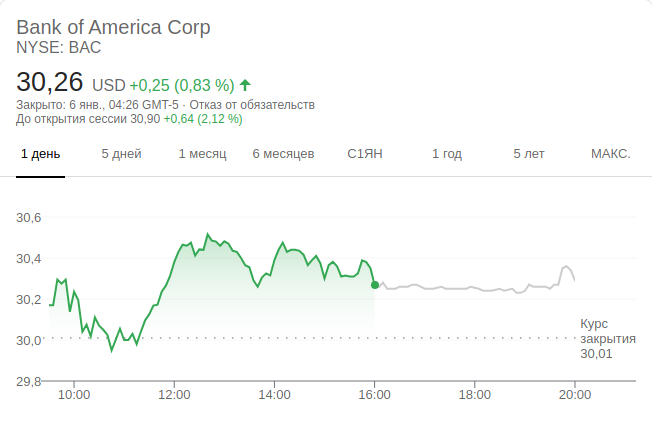 Bank of America Corp
NYSE: BAC
30,26 USD +0,25 (0,83 %)
Закрыто: 6 янв., 04:26 GMT-5 · Отказ от обязательств
До открытия сессии 30,90 +0,64 (2,12 %)
1 день 5 дней 1 месяц 6 месяцев С1ЯН 1 год 5 лет МАКС.
30,6
30,4
30,2
30,0
29,8
Курс
закрытия
30,01
10:00 12:00 14:00 16:00 18:00 20:00